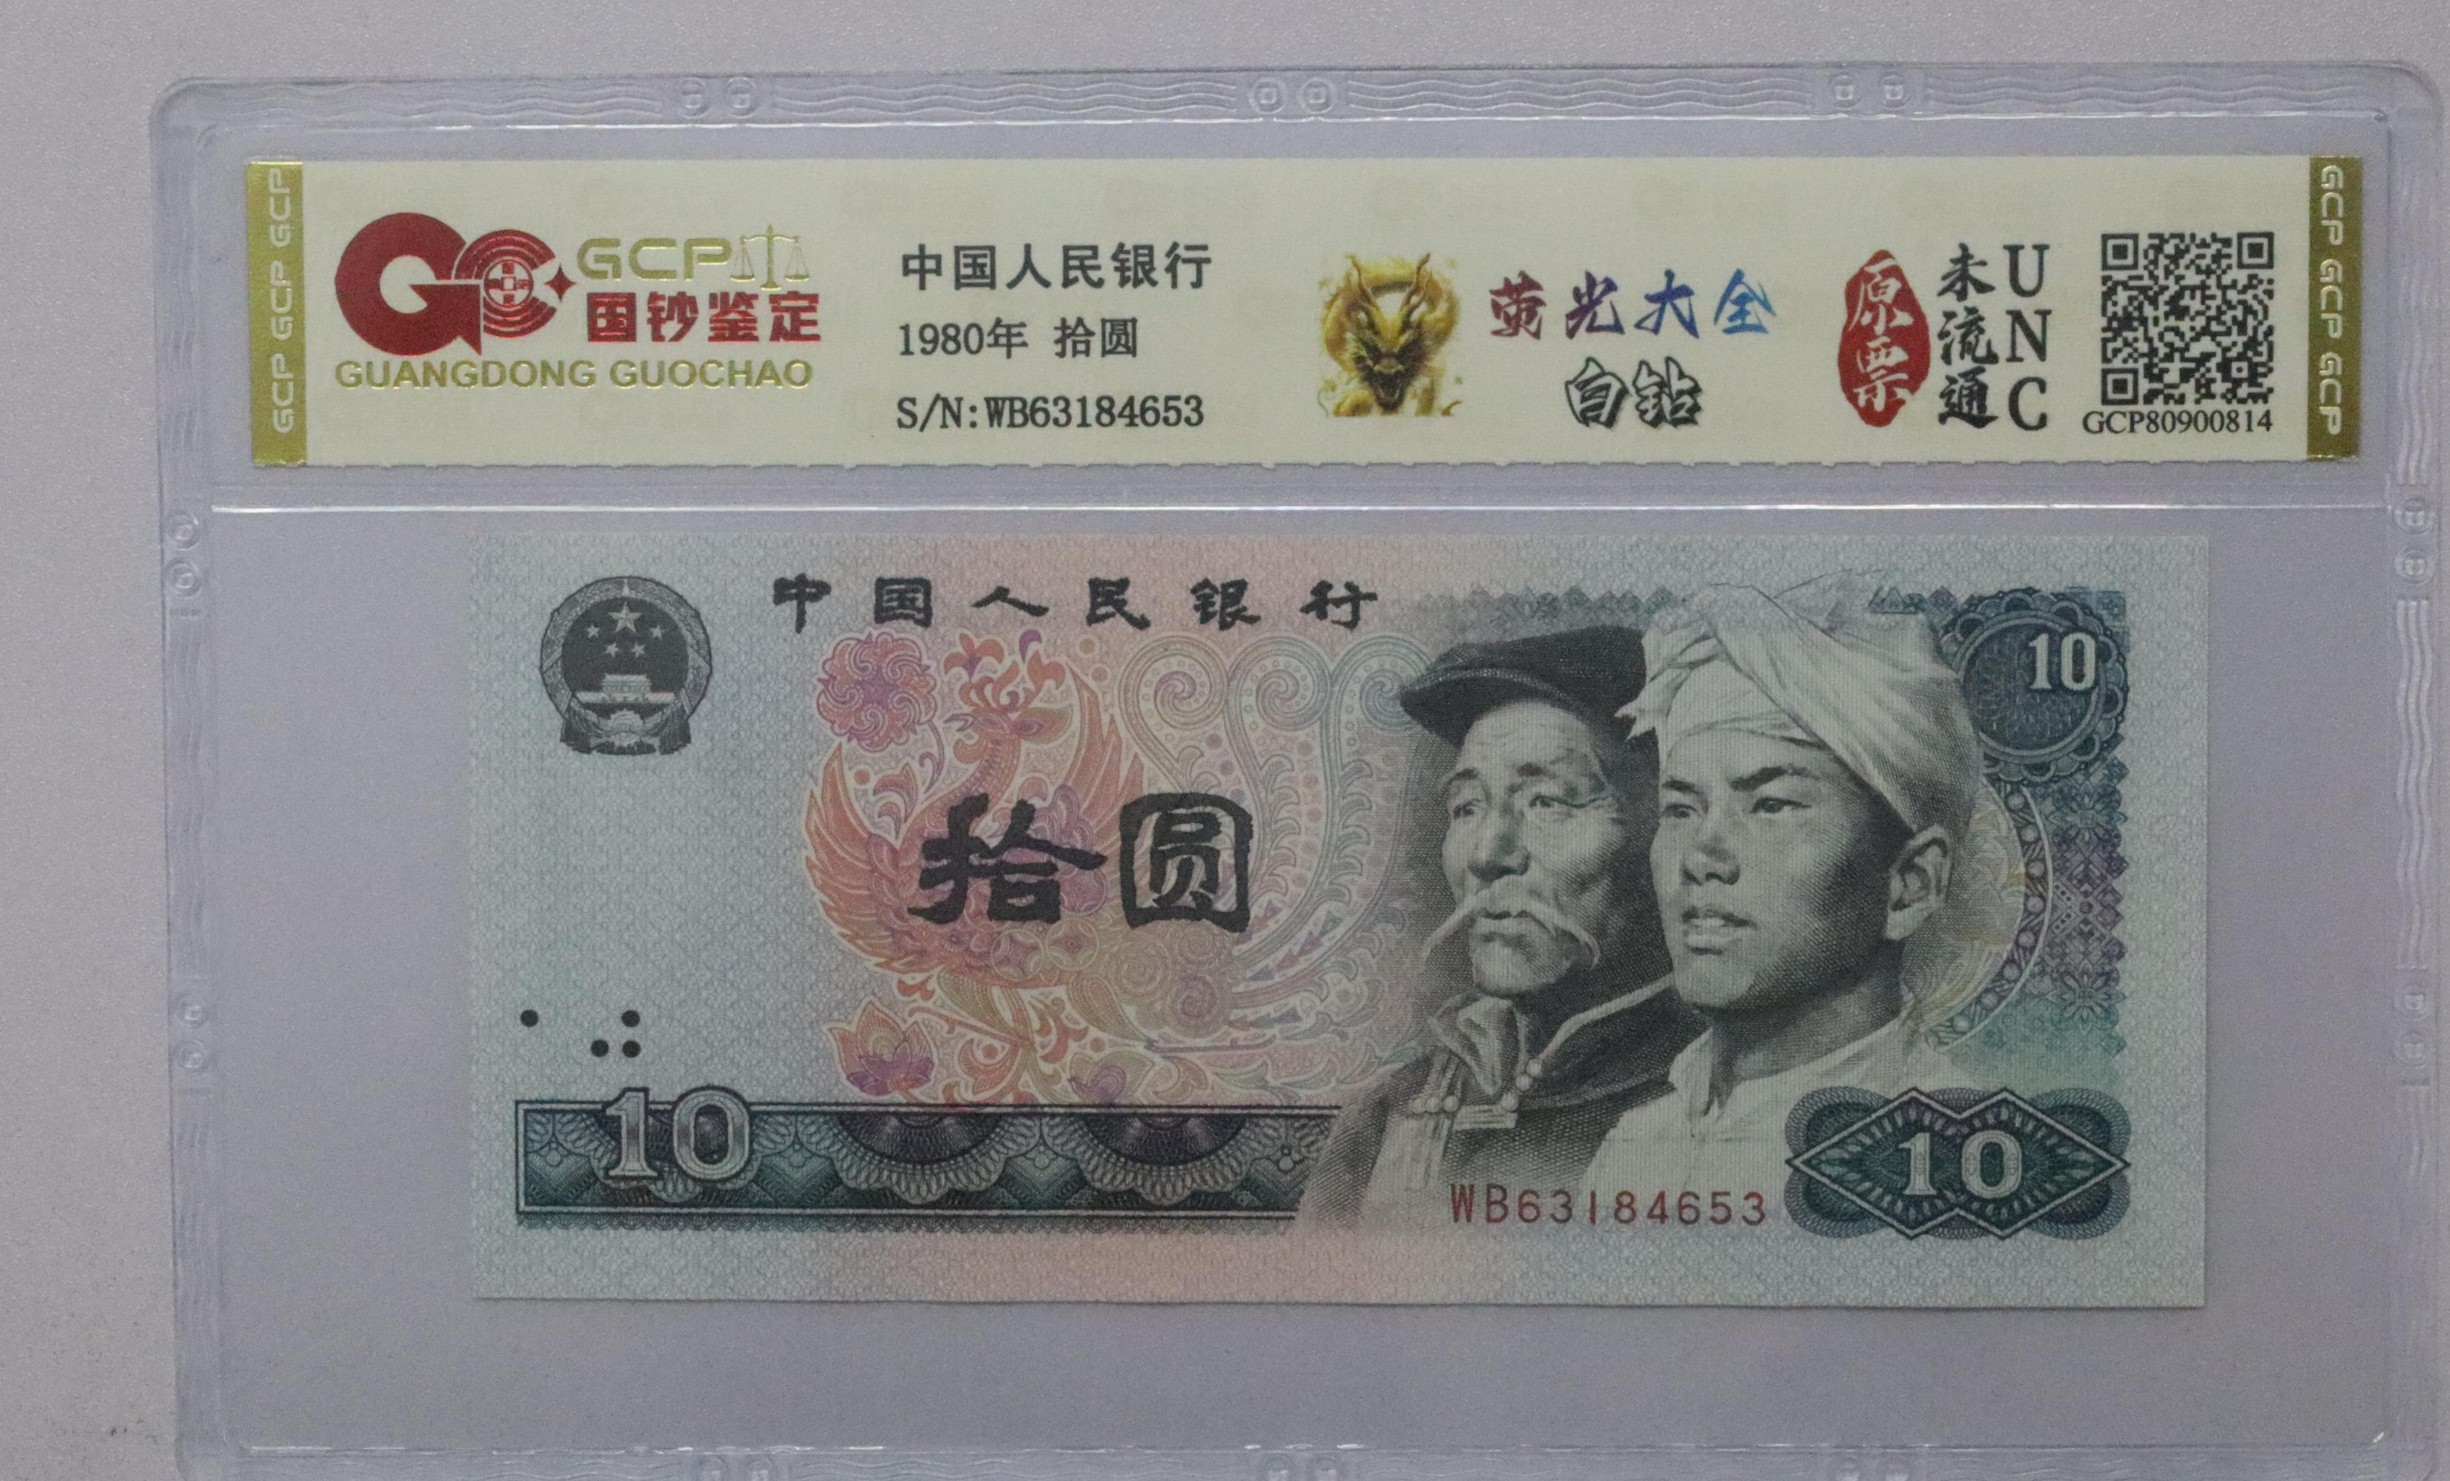 GCP GCP GCP
GCP
国钞鉴定
GUANGDONG GUOCHAO
中国人民银行
1980年 拾圆
S/N:WB63184653
荧光大全
白钻
原票
未流通
UNC
GCP80900814
GCP GCP GCP
中国人民银行
10
拾圆
10
WB63184653
10